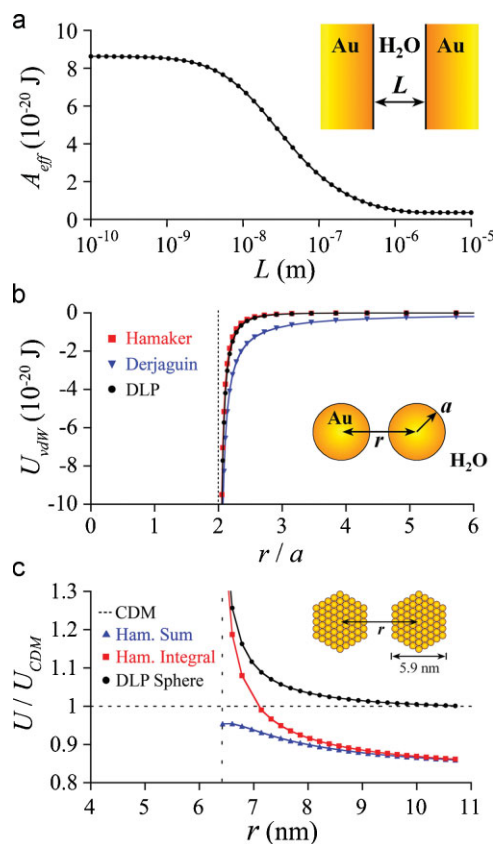 a
A_eff (10^-20 J)
10
8
6
4
2
0
10^-10
10^-9
10^-8
10^-7
10^-6
10^-5
L (m)
Au
H₂O
Au
L
b
U_vdW (10^-20 J)
0
-2
-4
-6
-8
-10
0
1
2
3
4
5
6
r / a
Hamaker
Derjaguin
DLP
Au
r
a
H₂O
c
U / U_CDM
1.3
1.2
1.1
1
0.9
0.8
4
5
6
7
8
9
10
11
r (nm)
CDM
Ham. Sum
Ham. Integral
DLP Sphere
r
5.9 nm